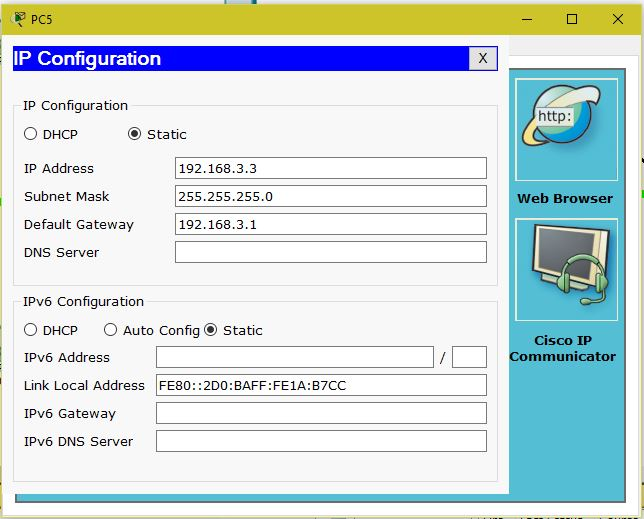 PC5
IP Configuration
X
IP Configuration
DHCP
Static
IP Address
192.168.3.3
Subnet Mask
255.255.255.0
Default Gateway
192.168.3.1
DNS Server
IPv6 Configuration
DHCP
Auto Config
Static
IPv6 Address
/
Link Local Address
FE80::2D0:BAFF:FE1A:B7CC
IPv6 Gateway
IPv6 DNS Server
http:
Web Browser
Cisco IP
Communicator